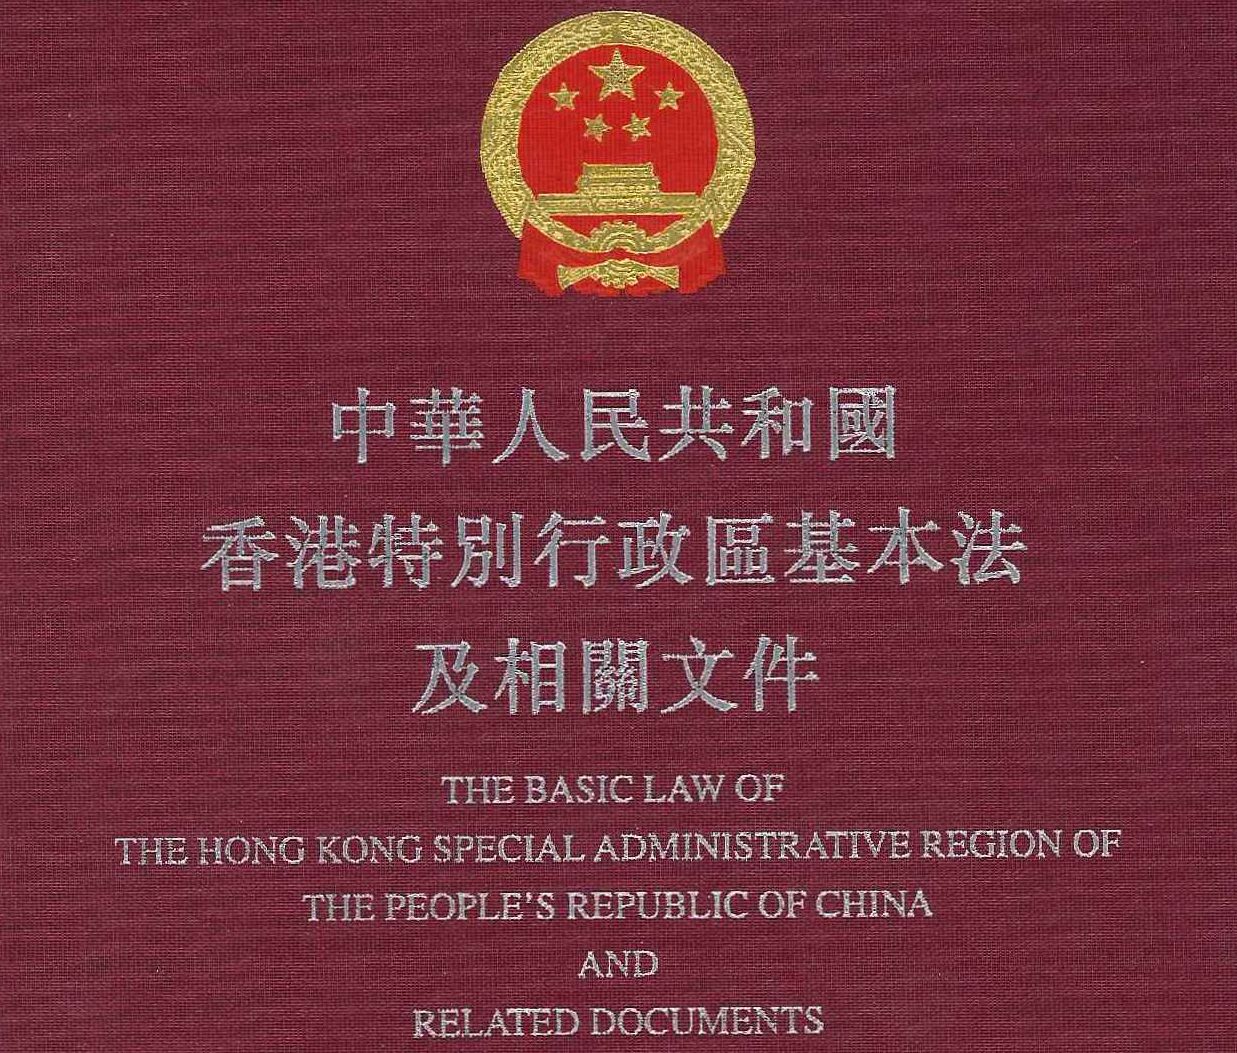 中華人民共和國
香港特別行政區基本法
及相關文件
THE BASIC LAW OF
THE HONG KONG SPECIAL ADMINISTRATIVE REGION OF
THE PEOPLE'S REPUBLIC OF CHINA
AND
RELATED DOCUMENTS